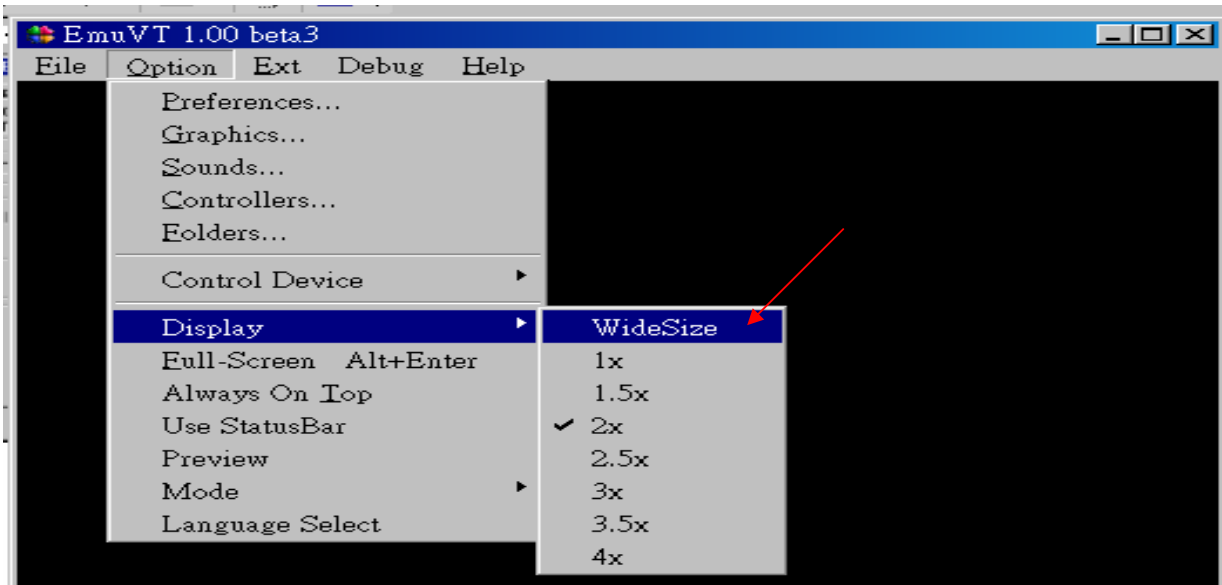 EmuVT 1.00 beta3
File Option Ext Debug Help
Preferences...
Graphics...
Sounds...
Controllers...
Folders...
Control Device
Display
Full-Screen Alt+Enter
Always On Top
Use StatusBar
Preview
Mode
Language Select
WideSize
1x
1.5x
2x
2.5x
3x
3.5x
4x